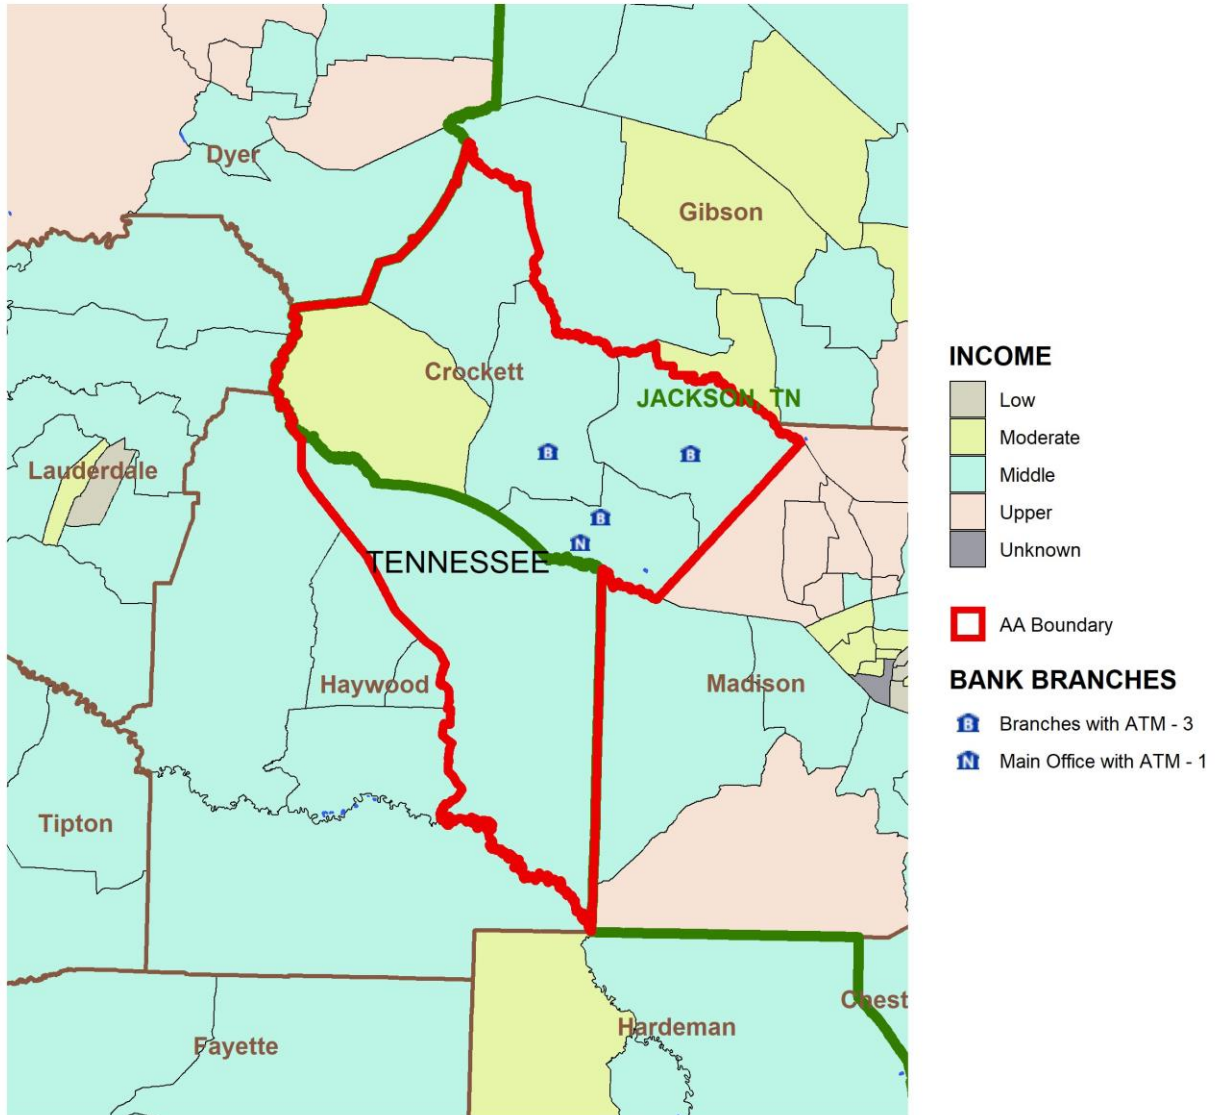 Dyer
Gibson
Crockett
JACKSON, TN
Lauderdale
TENNESSEE
Haywood
Madison
Tipton
Chest
Hardeman
Fayette
INCOME
Low
Moderate
Middle
Upper
Unknown
AA Boundary
BANK BRANCHES
B Branches with ATM - 3
N Main Office with ATM - 1
B
B
B
N